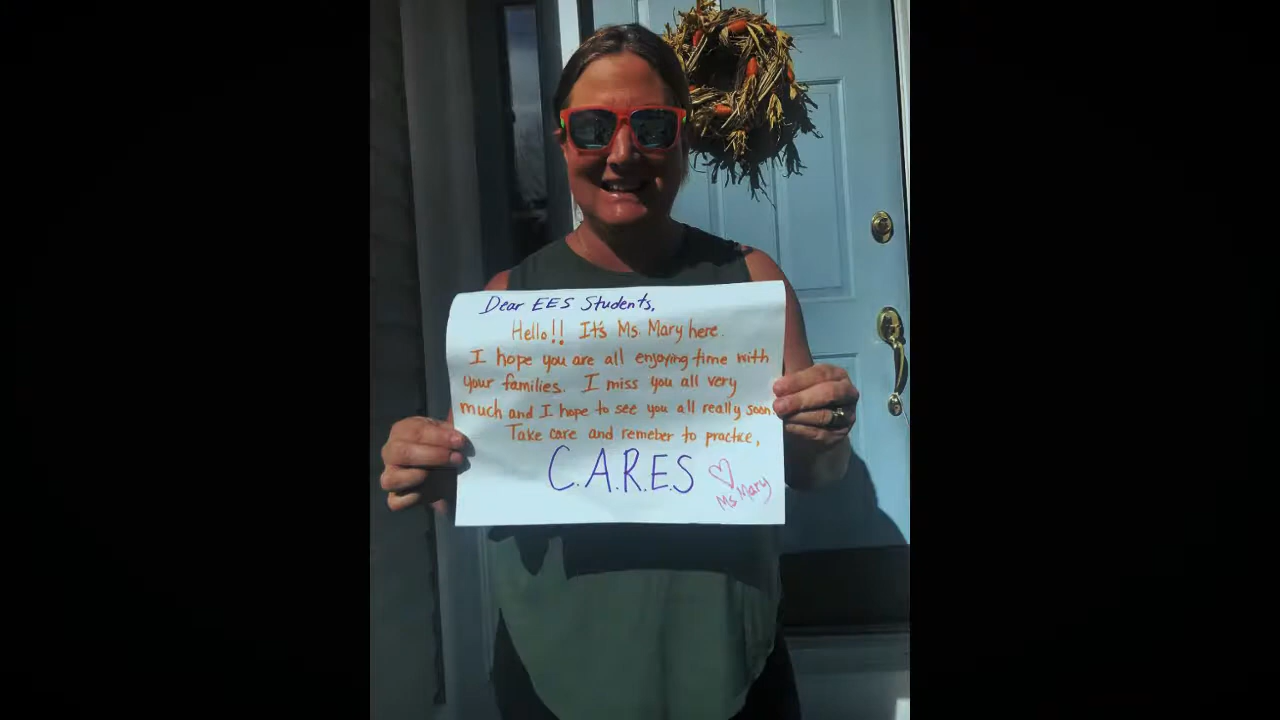 Dear EES Students,
Hello!! It's Ms. Mary here.
I hope you are all enjoying time with
your families. I miss you all very
much and I hope to see you all really soon.
Take care and remeber to practice,
C.A.R.E.S
Ms Mary